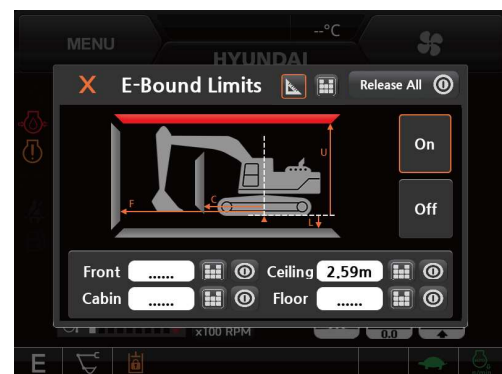 --°C
MENU
HYUNDAI
X E-Bound Limits Release All
U
On
F
C
L
Off
Front ...... Ceiling 2.59m
Cabin ...... Floor ......
x100 RPM
0.0
E